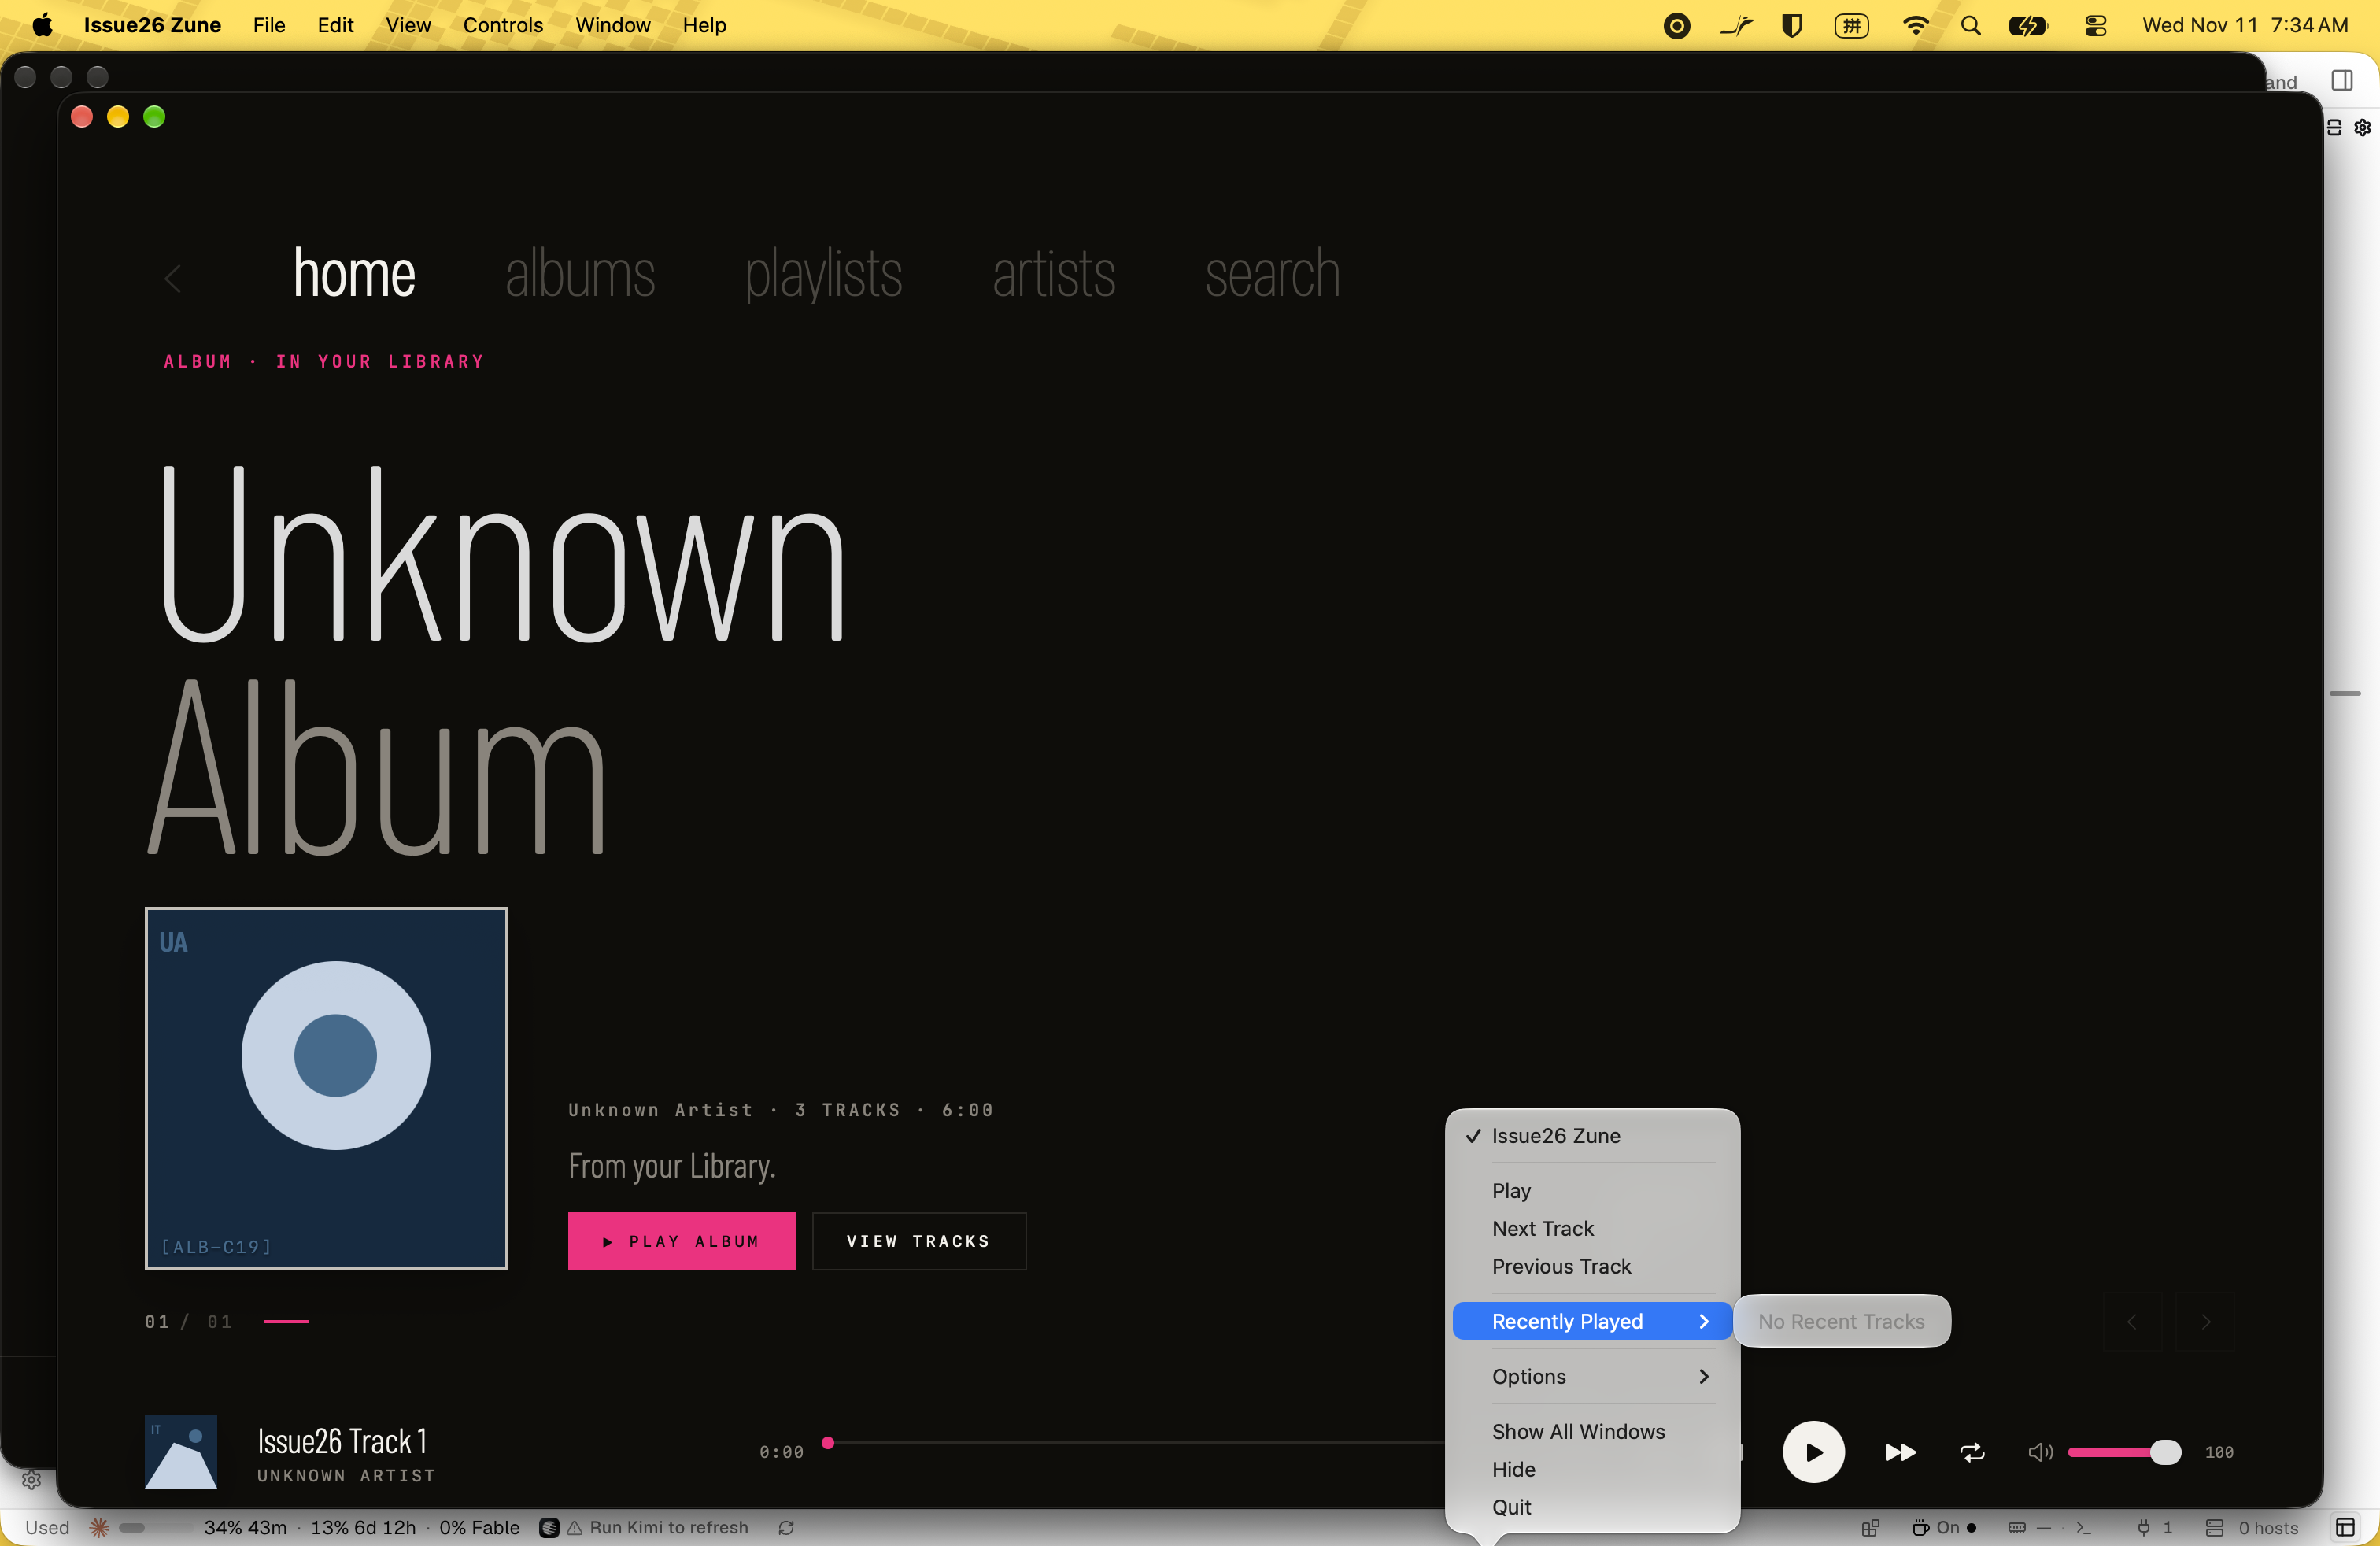 Issue26 Zune File Edit View Controls Window Help Wed Nov 11 7:34 AM
and
home albums playlists artists search
ALBUM · IN YOUR LIBRARY
Unknown
Album
UA
[ALB-C19]
Unknown Artist · 3 TRACKS · 6:00
From your Library.
▶ PLAY ALBUM VIEW TRACKS
01 / 01
✓ Issue26 Zune
Play
Next Track
Previous Track
Recently Played No Recent Tracks
Options
Show All Windows
Hide
Quit
IT
Issue26 Track 1
UNKNOWN ARTIST
0:00
100
Used 34% 43m · 13% 6d 12h · 0% Fable Run Kimi to refresh On 1 0 hosts